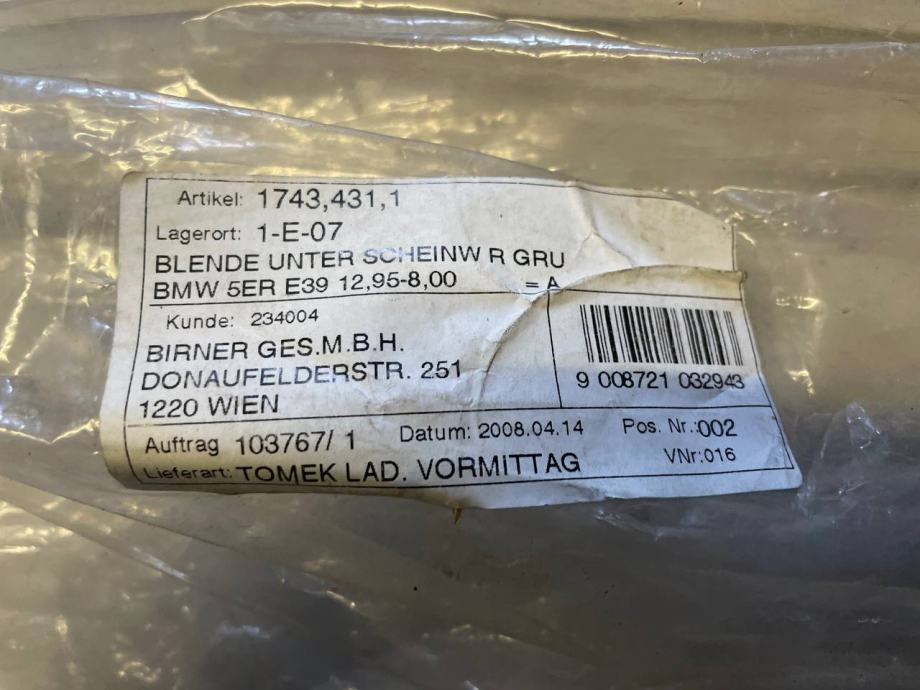 Artikel: 1743,431,1
Lagerort: 1-E-07
BLENDE UNTER SCHEINW R GRU
BMW 5ER E39 12,95-8,00 = A
Kunde: 234004
BIRNER GES.M.B.H.
DONAUFELDERSTR. 251
1220 WIEN
9 008721 032943
Auftrag 103767/ 1 Datum: 2008.04.14 Pos. Nr.:002
Lieferart: TOMEK LAD. VORMITTAG VNr:016